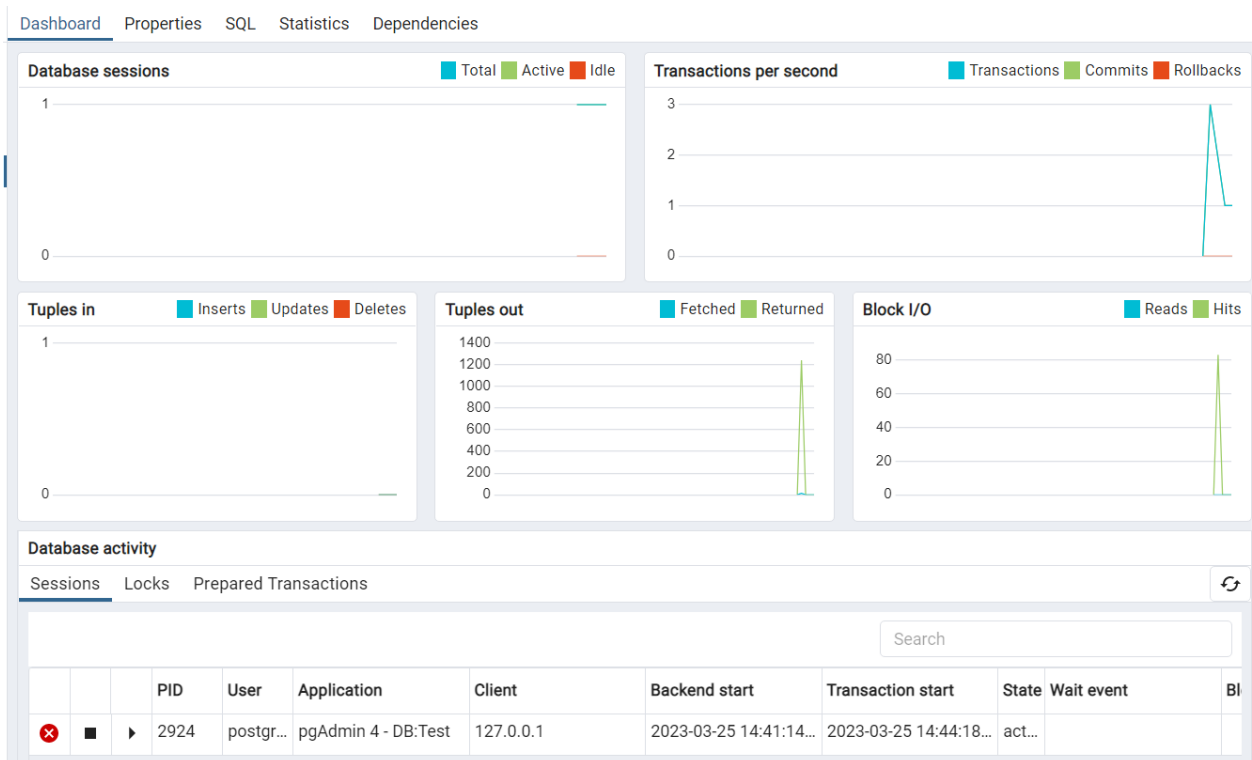 Dashboard Properties SQL Statistics Dependencies
Database sessions Total Active Idle
1
0
Transactions per second Transactions Commits Rollbacks
3
2
1
0
Tuples in Inserts Updates Deletes
1
0
Tuples out Fetched Returned
1400
1200
1000
800
600
400
200
0
Block I/O Reads Hits
80
60
40
20
0
Database activity
Sessions Locks Prepared Transactions
Search
PID User Application Client Backend start Transaction start State Wait event Bl
2924 postgr... pgAdmin 4 - DB:Test 127.0.0.1 2023-03-25 14:41:14... 2023-03-25 14:44:18... act...